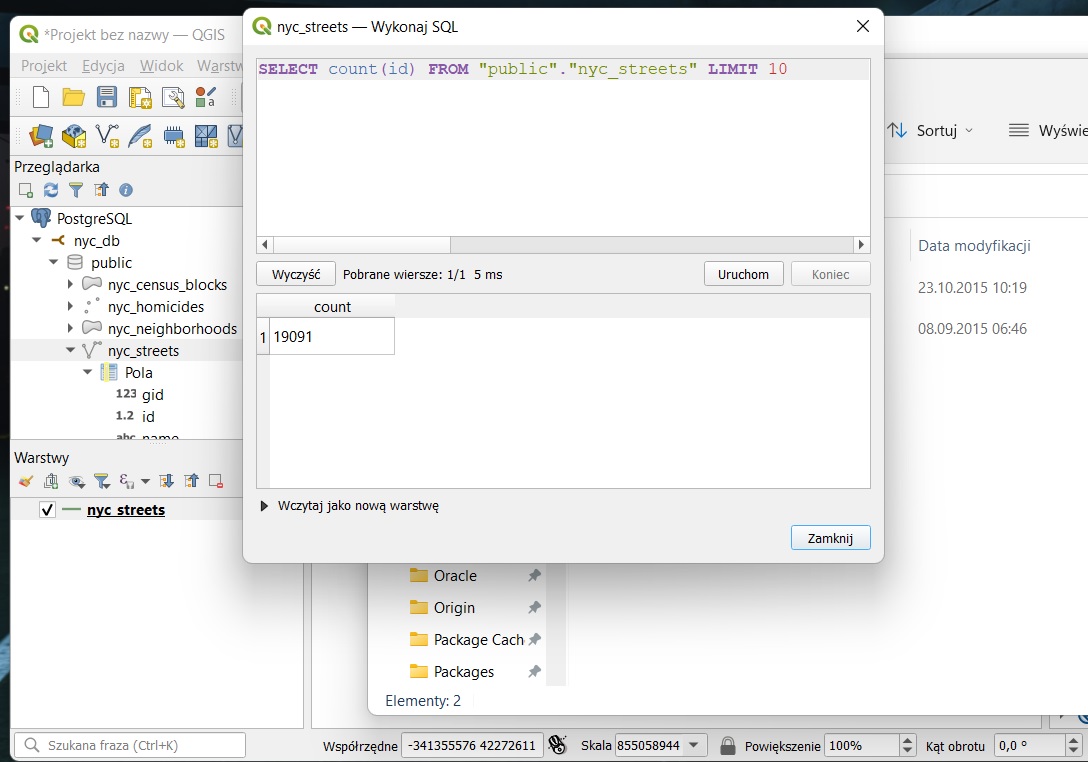 *Projekt bez nazwy — QGIS
Projekt Edycja Widok
Przeglądarka
PostgreSQL
nyc_db
public
nyc_census_blocks
nyc_homicides
nyc_neighborhoods
nyc_streets
Pola
123 gid
1.2 id
abc name
Warstwy
nyc_streets
Szukana fraza (Ctrl+K)
nyc_streets — Wykonaj SQL
SELECT count(id) FROM "public"."nyc_streets" LIMIT 10
Wyczyść Pobrane wiersze: 1/1 5 ms Uruchom Koniec
count
1 19091
Wczytaj jako nową warstwę
Zamknij
Sortuj
Data modyfikacji
23.10.2015 10:19
08.09.2015 06:46
Oracle
Origin
Package Cach
Packages
Elementy: 2
Współrzędne -341355576 42272611 Skala 855058944 Powiększenie 100% Kąt obrotu 0,0 °